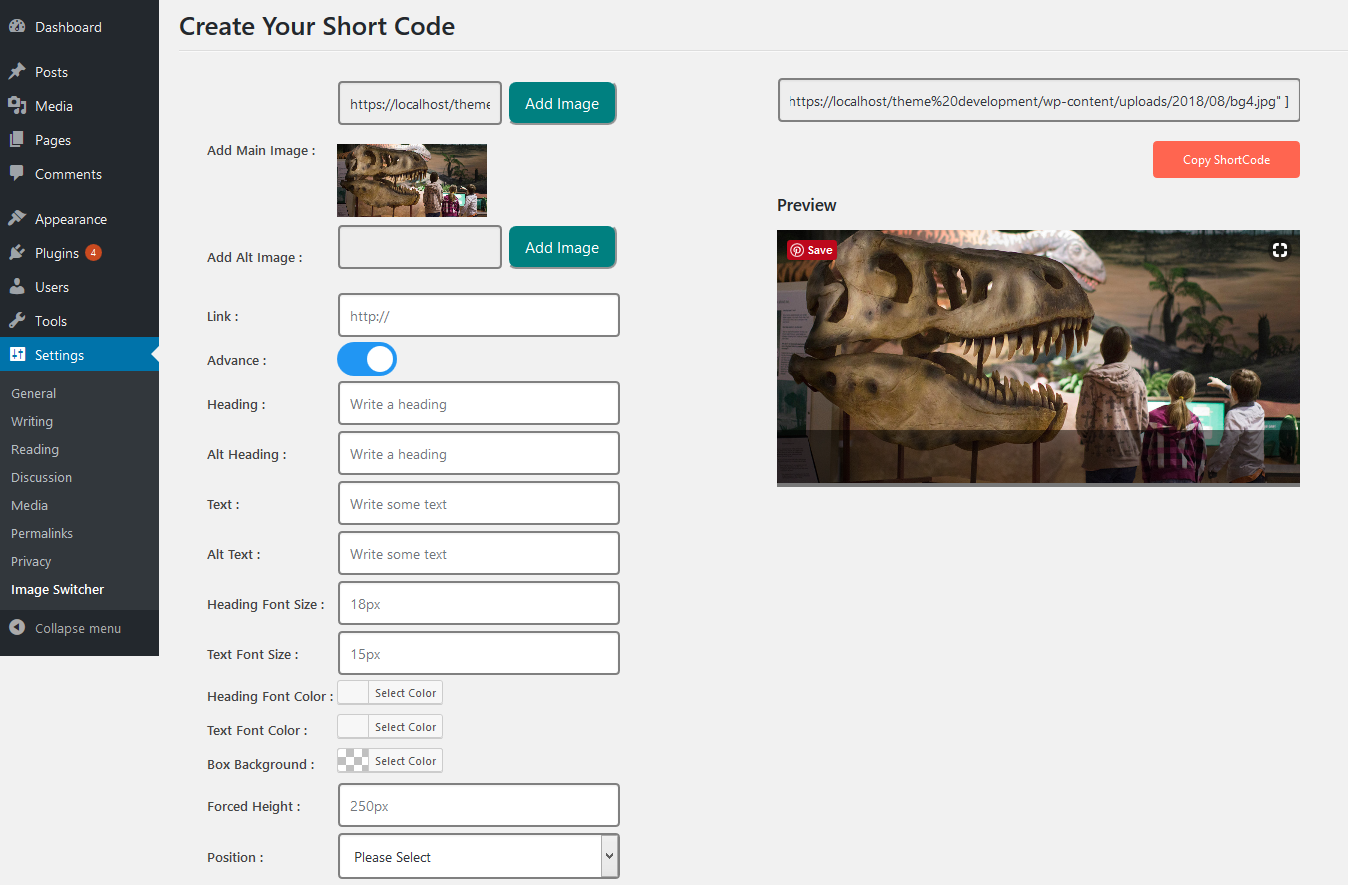 Dashboard
Posts
Media
Pages
Comments
Appearance
Plugins 4
Users
Tools
Settings
General
Writing
Reading
Discussion
Media
Permalinks
Privacy
Image Switcher
Collapse menu
Create Your Short Code
https://localhost/theme Add Image
Add Main Image :
Add Alt Image : Add Image
Link : http://
Advance :
Heading : Write a heading
Alt Heading : Write a heading
Text : Write some text
Alt Text : Write some text
Heading Font Size : 18px
Text Font Size : 15px
Heading Font Color : Select Color
Text Font Color : Select Color
Box Background : Select Color
Forced Height : 250px
Position : Please Select
https://localhost/theme%20development/wp-content/uploads/2018/08/bg4.jpg" ]
Copy ShortCode
Preview
Save